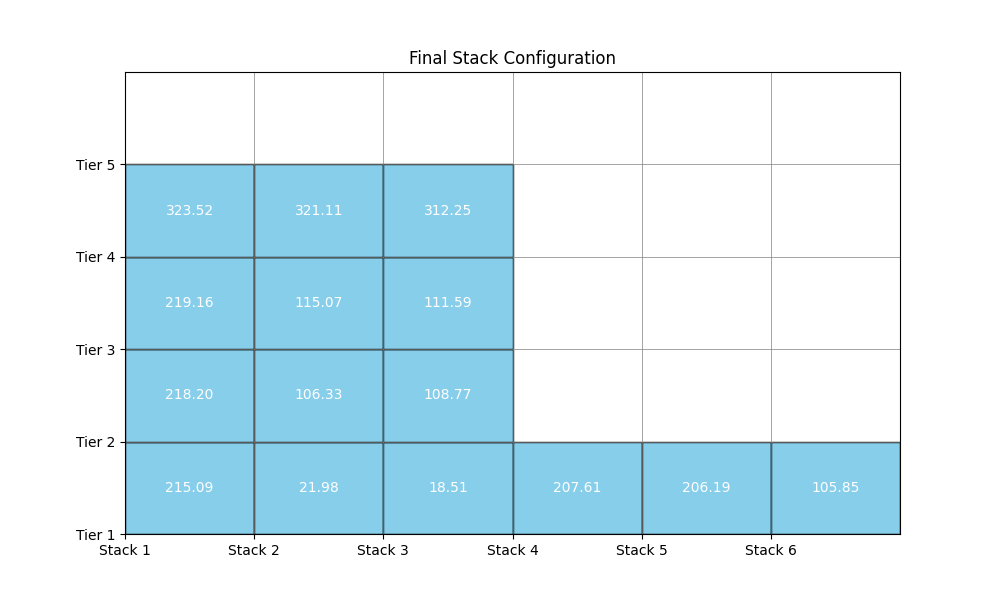 Final Stack Configuration
Tier 5
323.52 321.11 312.25
Tier 4
219.16 115.07 111.59
Tier 3
218.20 106.33 108.77
Tier 2
215.09 21.98 18.51 207.61 206.19 105.85
Tier 1
Stack 1 Stack 2 Stack 3 Stack 4 Stack 5 Stack 6